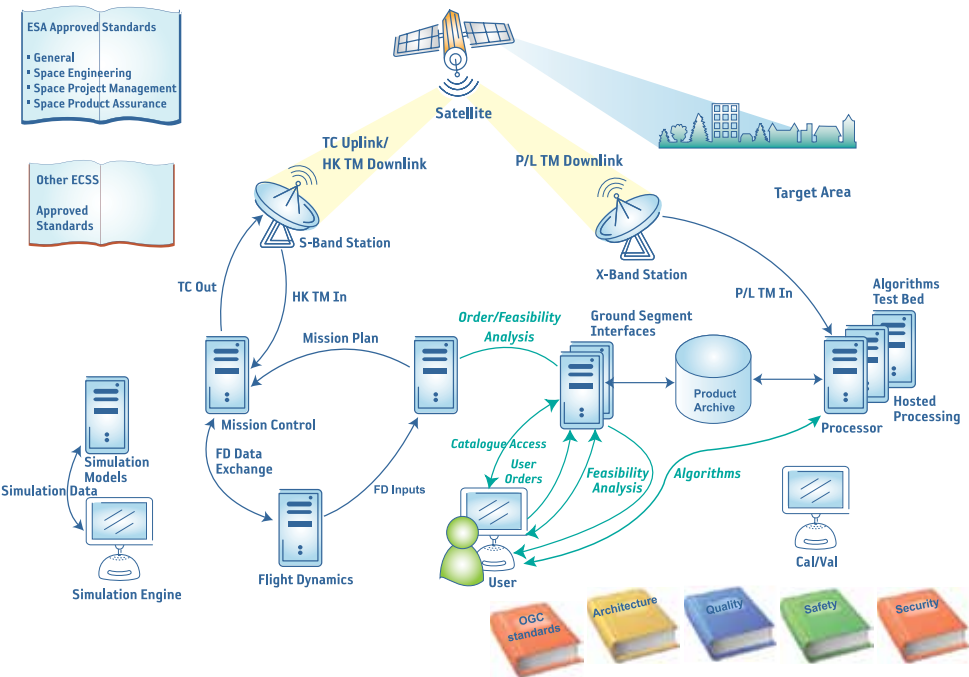 ESA Approved Standards
▪ General
▪ Space Engineering
▪ Space Project Management
▪ Space Product Assurance
Other ECSS
Approved
Standards
Satellite
TC Uplink/
HK TM Downlink
P/L TM Downlink
Target Area
S-Band Station
X-Band Station
TC Out
HK TM In
P/L TM In
Algorithms
Test Bed
Order/Feasibility
Analysis
Ground Segment
Interfaces
Mission Plan
Product
Archive
Hosted
Processing
Processor
Mission Control
FD Data
Exchange
Catalogue Access
User
Orders
Feasibility
Analysis
Algorithms
Simulation
Models
Simulation Data
FD Inputs
Flight Dynamics
User
Cal/Val
Simulation Engine
OGC
standards
Architecture
Quality
Safety
Security